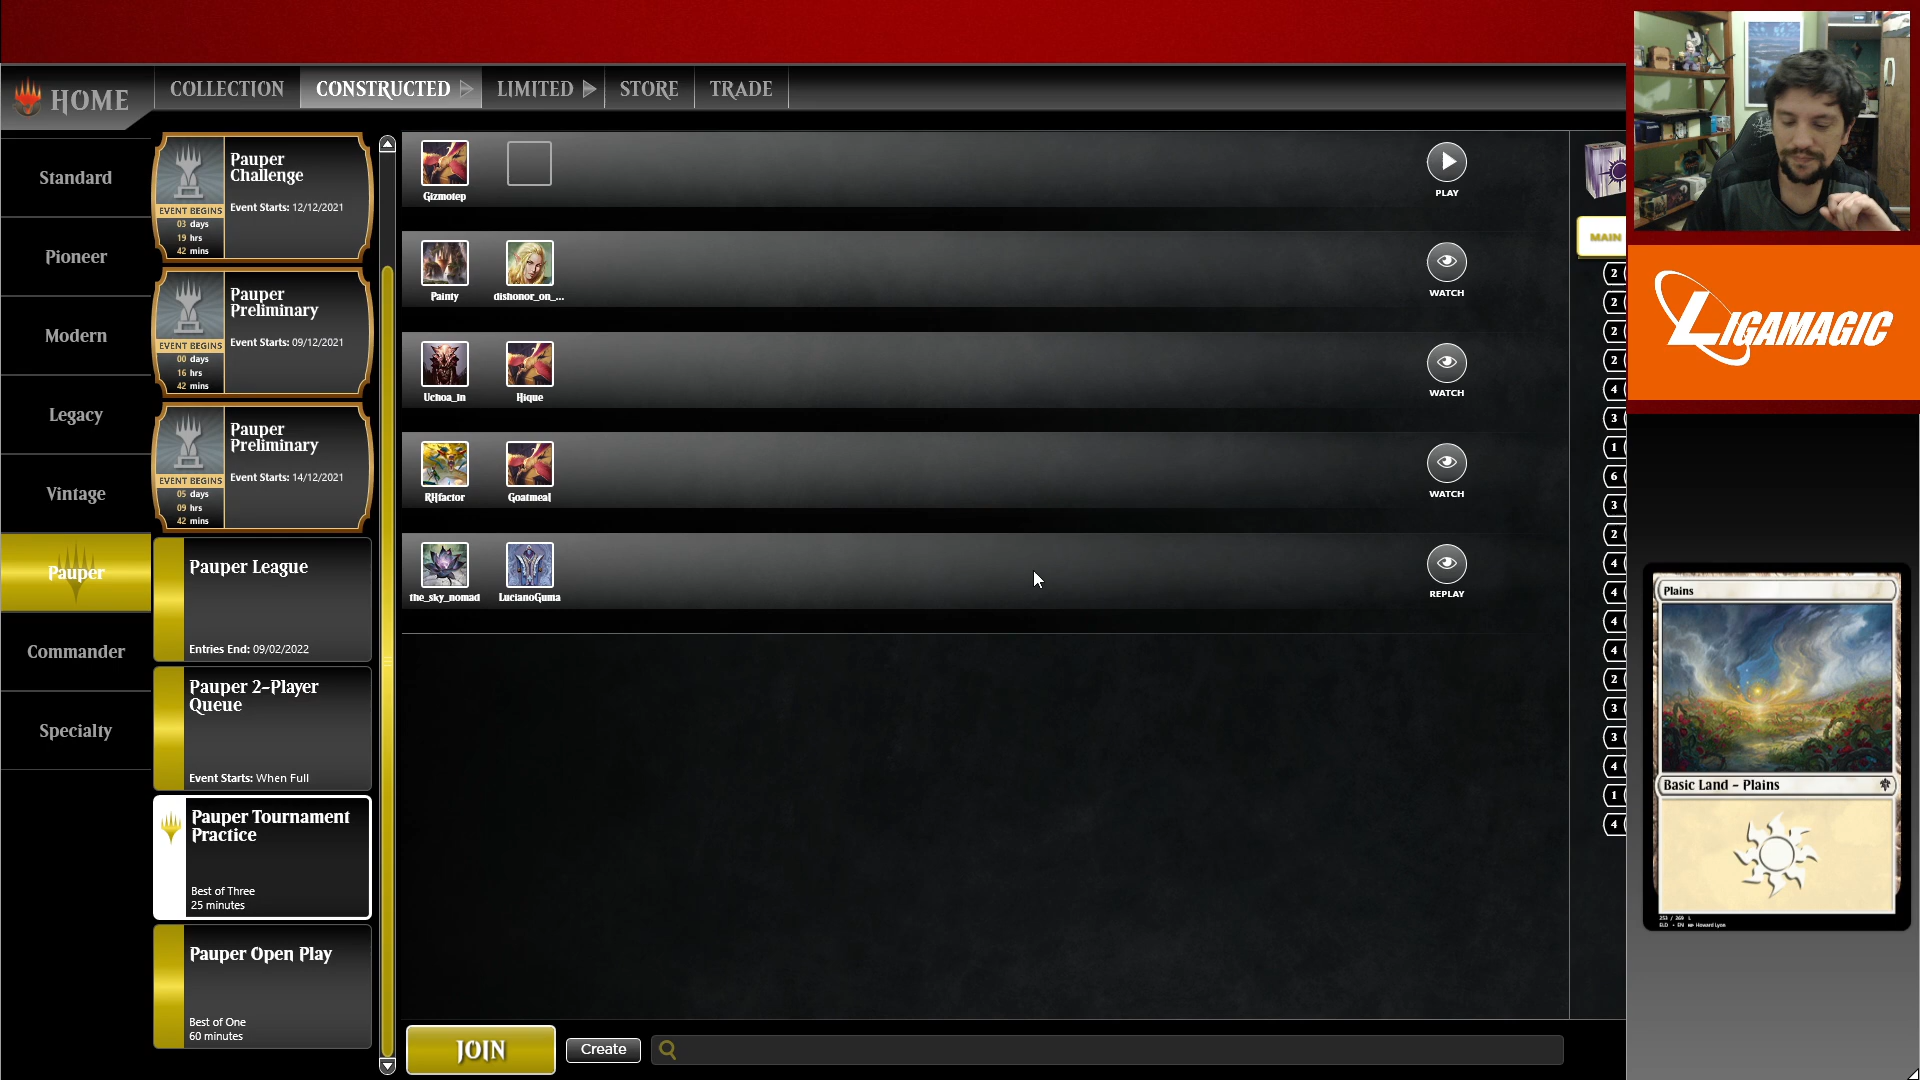 HOME
COLLECTION
CONSTRUCTED
LIMITED
STORE
TRADE
Standard
Pioneer
Modern
Legacy
Vintage
Pauper
Commander
Specialty
Pauper
Challenge
Event Starts: 12/12/2021
EVENT BEGINS
03 days
19 hrs
42 mins
Pauper
Preliminary
Event Starts: 09/12/2021
EVENT BEGINS
00 days
16 hrs
42 mins
Pauper
Preliminary
Event Starts: 14/12/2021
EVENT BEGINS
05 days
09 hrs
42 mins
Pauper League
Entries End: 09/02/2022
Pauper 2-Player
Queue
Event Starts: When Full
Pauper Tournament
Practice
Best of Three
25 minutes
Pauper Open Play
Best of One
60 minutes
Gizmotep
PLAY
Painty
dishonor_on_...
WATCH
Uchoa_in
Hique
WATCH
RHfactor
Goatmeal
WATCH
the_sky_nomad
LucianoGuma
REPLAY
JOIN
Create
MAIN
2
2
2
2
4
3
1
6
3
2
4
4
4
4
2
3
3
4
1
4
LIGAMAGIC
Plains
Basic Land – Plains
253 / 269 L
ELD • EN Howard Lyon